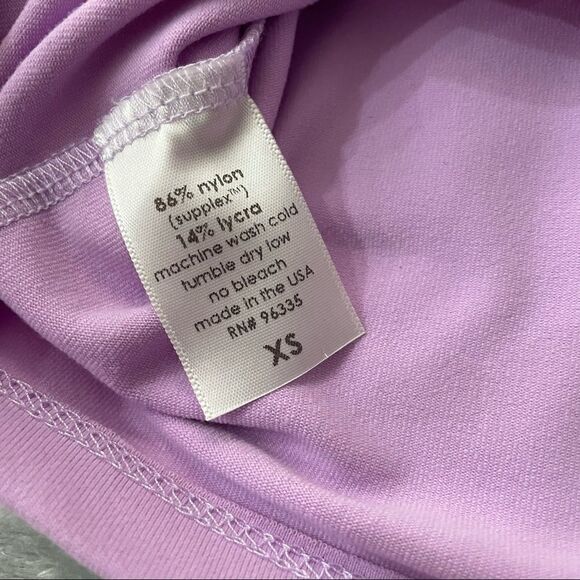 86% nylon
(supplex™)
14% lycra
machine wash cold
tumble dry low
no bleach
made in the USA
RN# 96335
XS